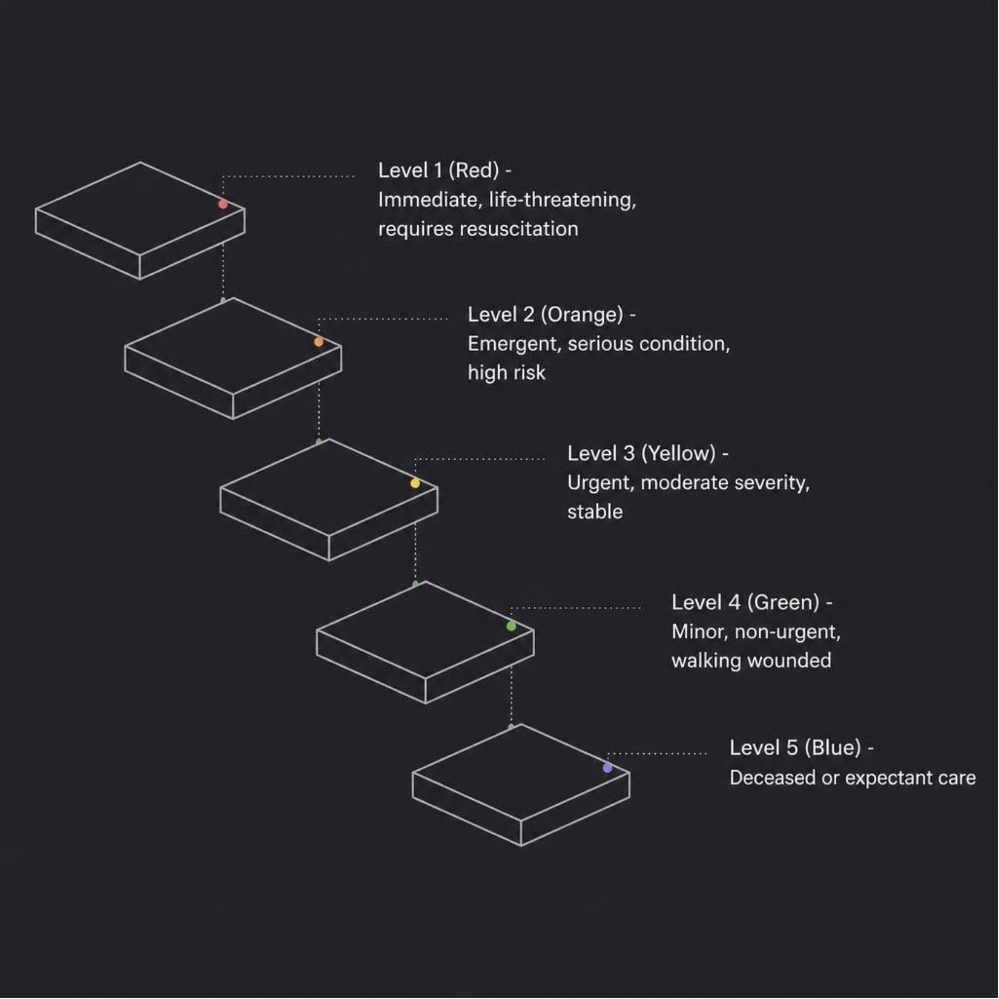 Level 1 (Red) -
Immediate, life-threatening,
requires resuscitation
Level 2 (Orange) -
Emergent, serious condition,
high risk
Level 3 (Yellow) -
Urgent, moderate severity,
stable
Level 4 (Green) -
Minor, non-urgent,
walking wounded
Level 5 (Blue) -
Deceased or expectant care